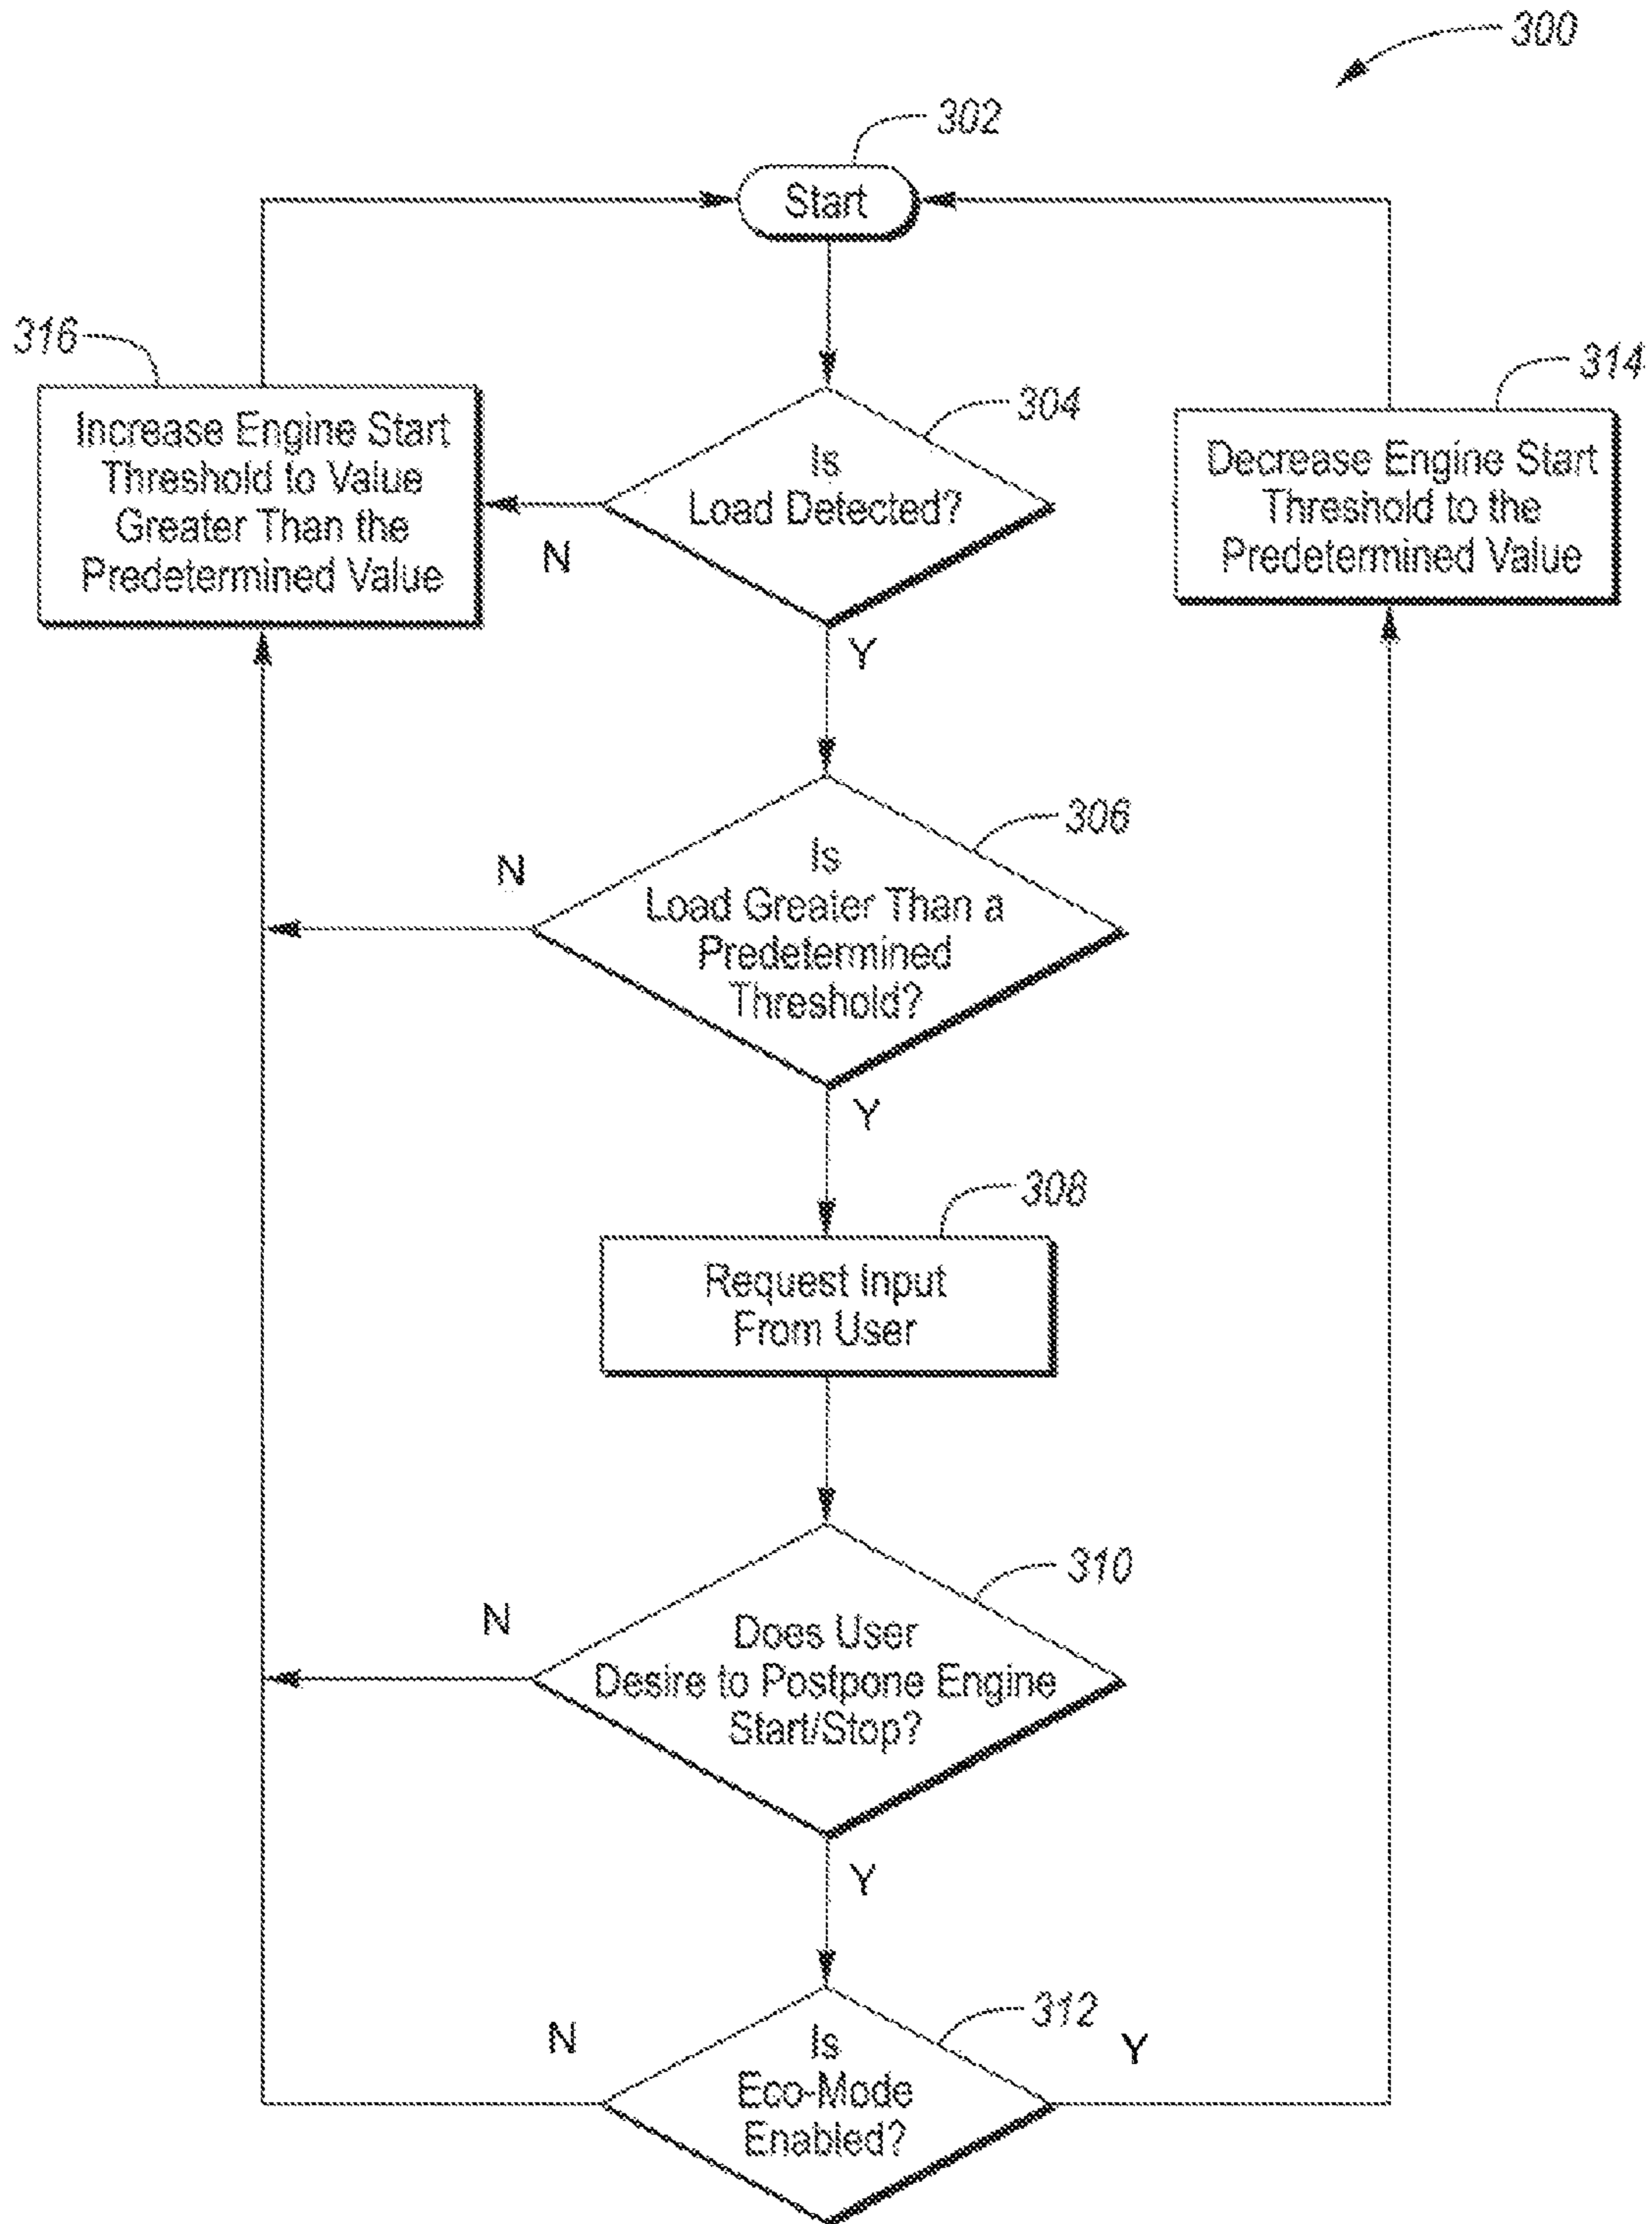 300
302
Start
316
Increase Engine Start
Threshold to Value
Greater Than the
Predetermined Value
304
Is
Load Detected?
N
Y
314
Decrease Engine Start
Threshold to the
Predetermined Value
306
Is
Load Greater Than a
Predetermined
Threshold?
N
Y
308
Request Input
From User
310
Does User
Desire to Postpone Engine
Start/Stop?
N
Y
312
Is
Eco-Mode
Enabled?
N
Y